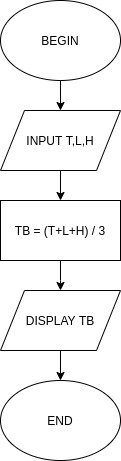 BEGIN
INPUT T,L,H
TB = (T+L+H) / 3
DISPLAY TB
END